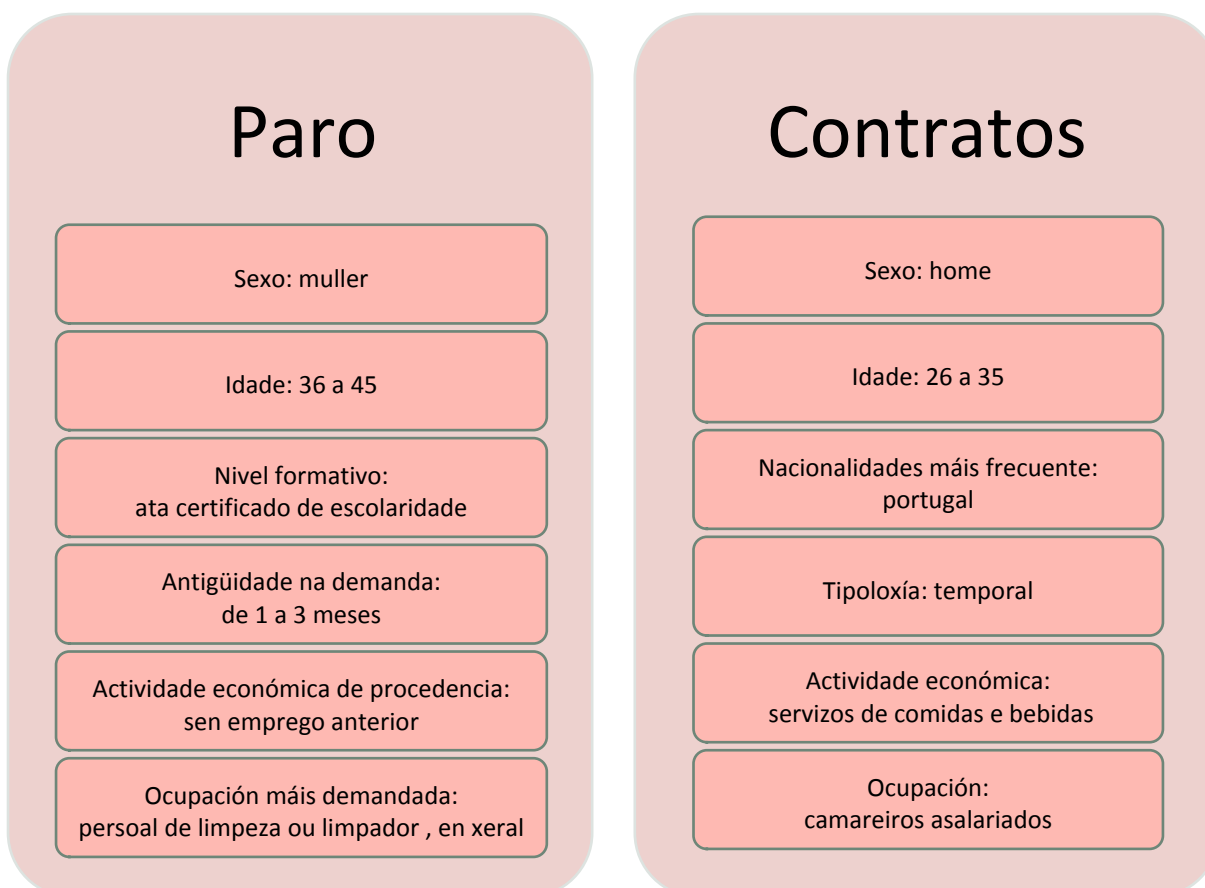 Paro
Sexo: muller
Idade: 36 a 45
Nivel formativo:
ata certificado de escolaridade
Antigüidade na demanda:
de 1 a 3 meses
Actividade económica de procedencia:
sen emprego anterior
Ocupación máis demandada:
persoal de limpeza ou limpador , en xeral
Contratos
Sexo: home
Idade: 26 a 35
Nacionalidades máis frecuente:
portugal
Tipoloxía: temporal
Actividade económica:
servizos de comidas e bebidas
Ocupación:
camareiros asalariados